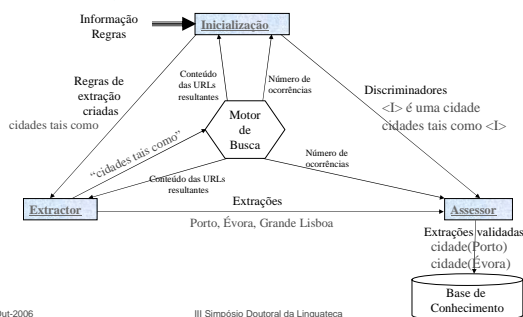 Informação
Regras
Inicialização
Regras de
extração
criadas
cidades tais como
Conteúdo
das URLs
resultantes
Número de
ocorrências
Discriminadores
<I> é uma cidade
cidades tais como <I>
Motor
de
Busca
"cidades tais como"
Número de
ocorrências
Conteúdo das URLs
resultantes
Extractor
Extrações
Porto, Évora, Grande Lisboa
Assessor
Extrações validadas
cidade(Porto)
cidade(Évora)
Base de
Conhecimento
Out-2006
III Simpósio Doutoral da Linguateca